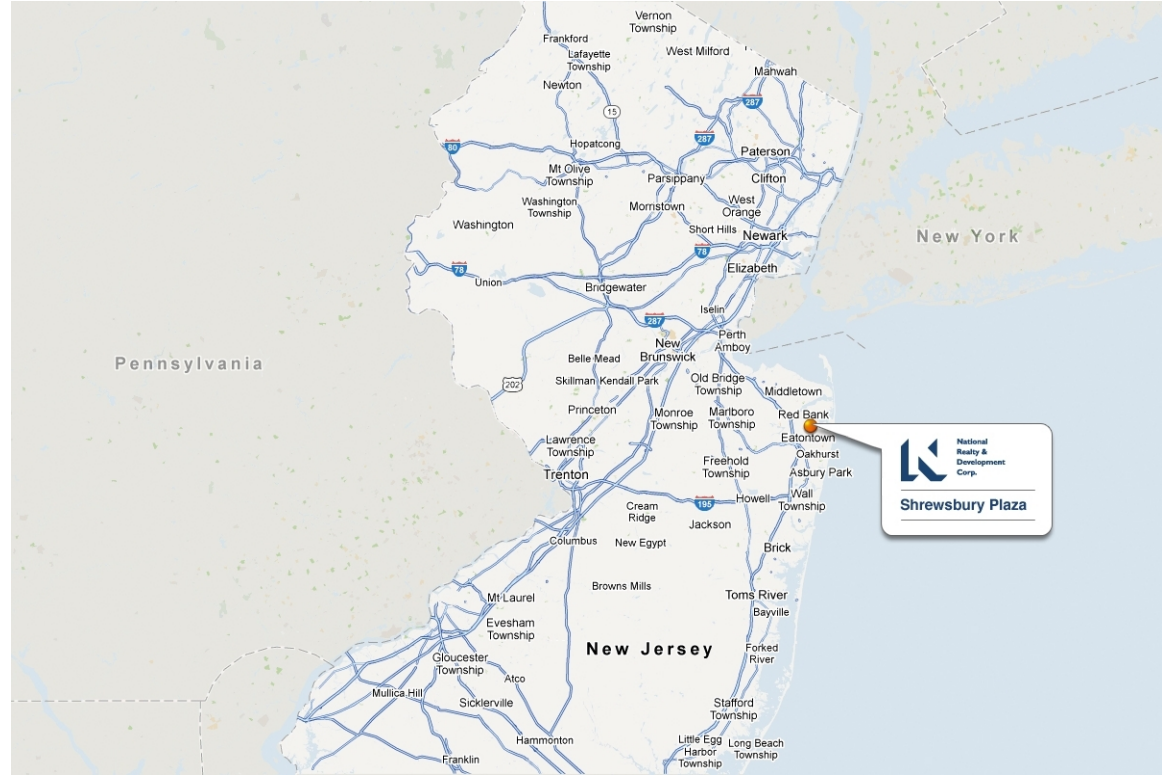 Vernon
Township
Frankford
West Milford
Lafayette
Township
Mahwah
Newton
287
15
287
Hopatcong
80
Paterson
Mt Olive
Township
Parsippany
Clifton
Washington
Township
Morristown
West
Orange
Washington
Short Hills
Newark
New York
78
78
Elizabeth
Union
Bridgewater
Iselin
287
Perth
Amboy
New
Brunswick
Belle Mead
Pennsylvania
Skillman
Kendall Park
Old Bridge
Township
202
Middletown
Princeton
Monroe
Township
Marlboro
Township
Red Bank
Lawrence
Township
Eatontown
Oakhurst
National
Realty &
Development
Corp.
Shrewsbury Plaza
Freehold
Township
Asbury Park
Trenton
Howell
Wall
Township
195
Cream
Ridge
Jackson
Columbus
New Egypt
Brick
Browns Mills
Toms River
Mt Laurel
Bayville
Evesham
Township
New Jersey
Forked
River
Gloucester
Township
Atco
Mullica Hill
Sicklerville
Stafford
Township
Hammonton
Little Egg
Harbor
Township
Long Beach
Township
Franklin